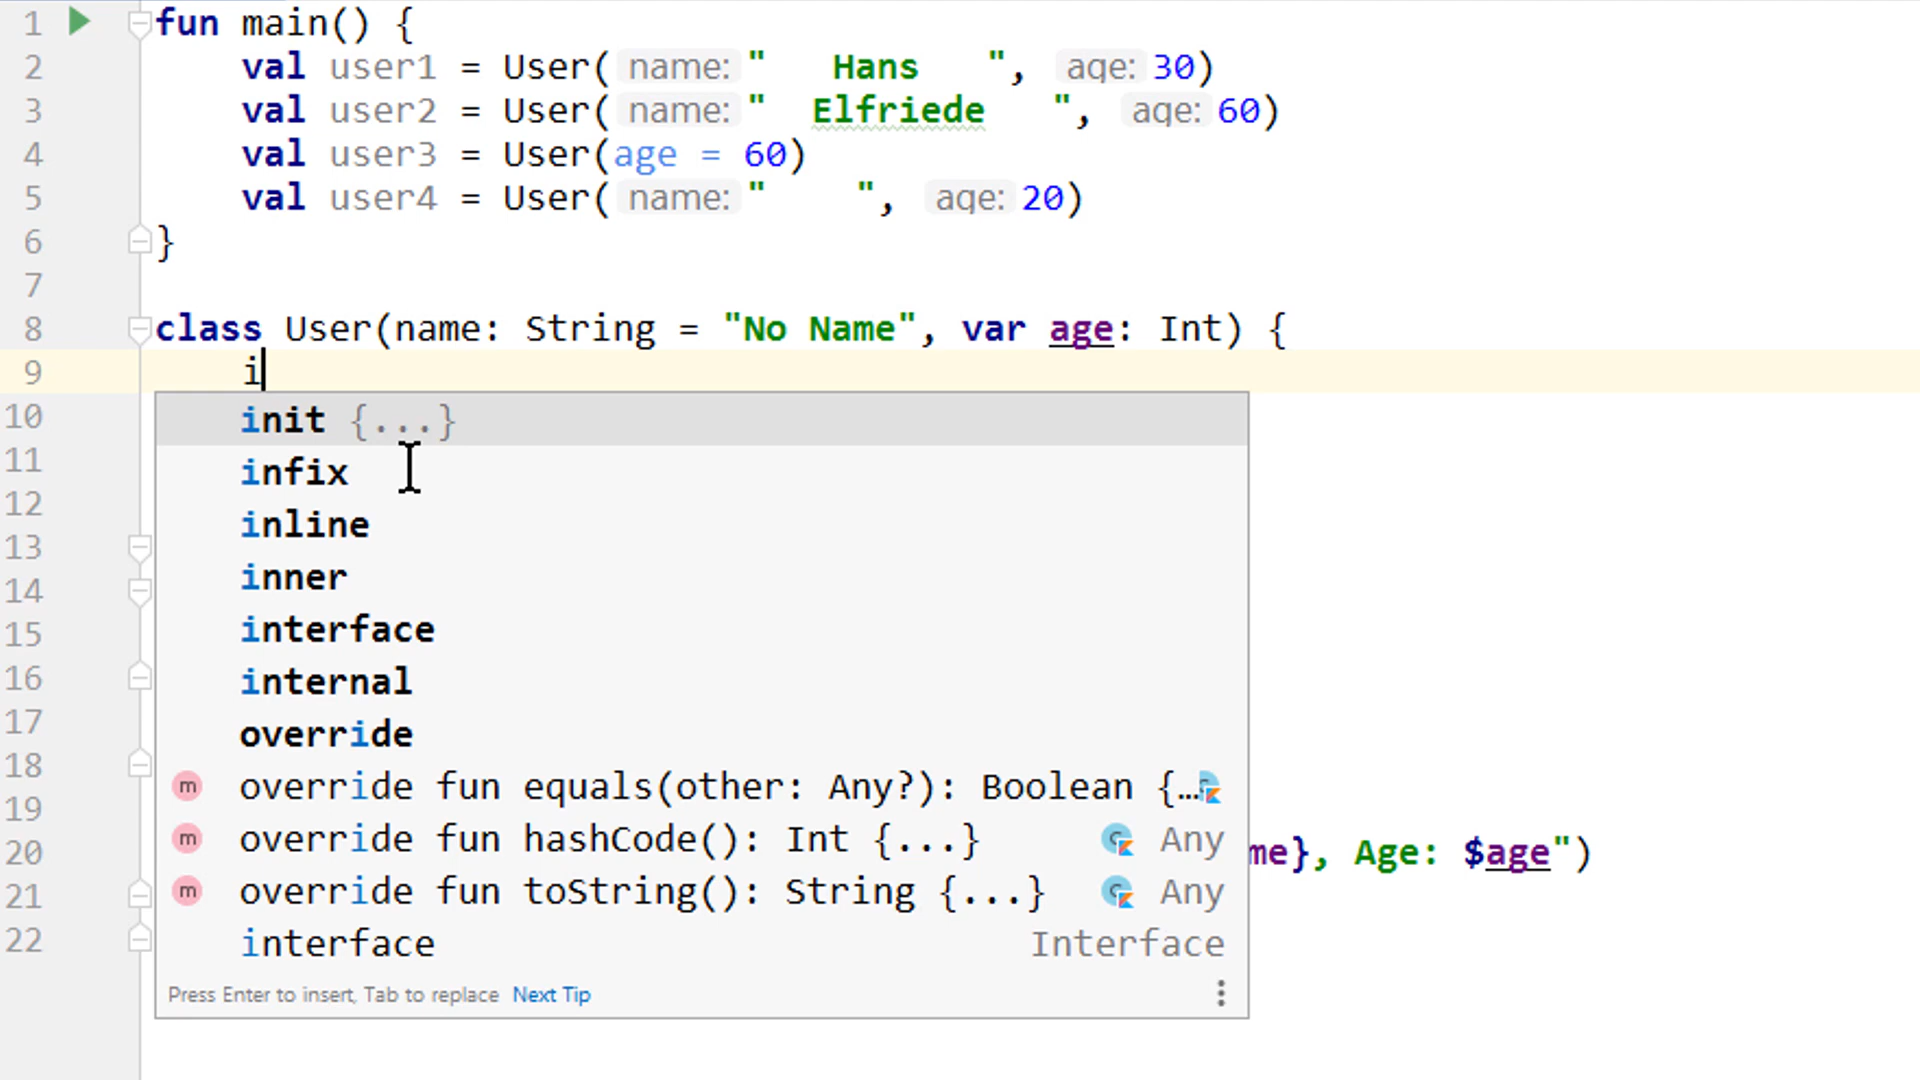 1 fun main() {
2 val user1 = User( name: "   Hans   ", age: 30)
3 val user2 = User( name: "  Elfriede   ", age: 60)
4 val user3 = User(age = 60)
5 val user4 = User( name: "    ", age: 20)
6 }
7
8 class User(name: String = "No Name", var age: Int) {
9 i
10 init {...}
11 infix
12 inline
13 inner
14 interface
15 internal
16 override
17 override fun equals(other: Any?): Boolean {…
18 override fun hashCode(): Int {...} Any
19 override fun toString(): String {...} Any
20 me}, Age: $age")
21 interface Interface
22
Press Enter to insert, Tab to replace Next Tip